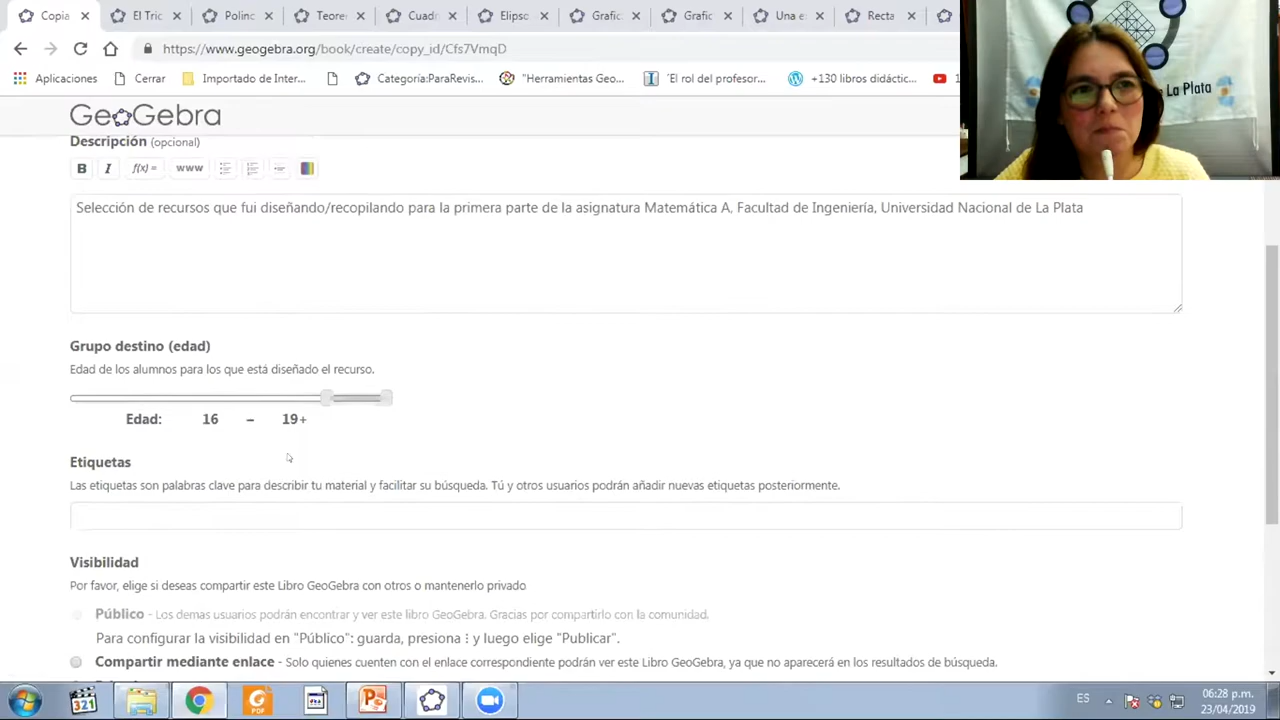 Copia
El Tric
Polinc
Teorer
Cuadr
Elipso
Grafic
Grafic
Una e
Recta
https://www.geogebra.org/book/create/copy_id/Cfs7VmqD
Aplicaciones
Cerrar
Importado de Inter...
Categoría:ParaRevis...
"Herramientas Geo...
´El rol del profesor...
+130 libros didáctic...
GeoGebra
e La Plata
Descripción (opcional)
B I f(x) = WWW
Selección de recursos que fui diseñando/recopilando para la primera parte de la asignatura Matemática A, Facultad de Ingeniería, Universidad Nacional de La Plata
Grupo destino (edad)
Edad de los alumnos para los que está diseñado el recurso.
Edad: 16 – 19+
Etiquetas
Las etiquetas son palabras clave para describir tu material y facilitar su búsqueda. Tú y otros usuarios podrán añadir nuevas etiquetas posteriormente.
Visibilidad
Por favor, elige si deseas compartir este Libro GeoGebra con otros o mantenerlo privado
Público - Los demas usuarios podrán encontrar y ver este libro GeoGebra. Gracias por compartirlo con la comunidad.
Para configurar la visibilidad en "Público": guarda, presiona ⋮ y luego elige "Publicar".
Compartir mediante enlace - Solo quienes cuenten con el enlace correspondiente podrán ver este Libro GeoGebra, ya que no aparecerá en los resultados de búsqueda.
321
PDF
ES
06:28 p.m.
23/04/2019